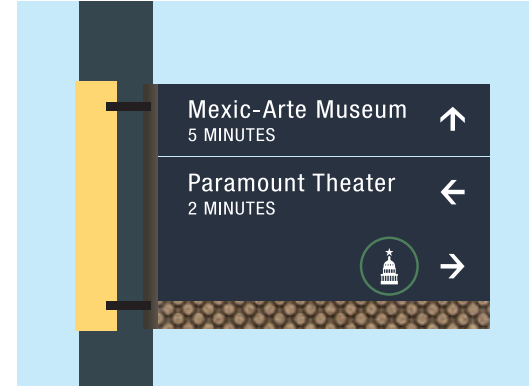 Mexic-Arte Museum
5 MINUTES
Paramount Theater
2 MINUTES